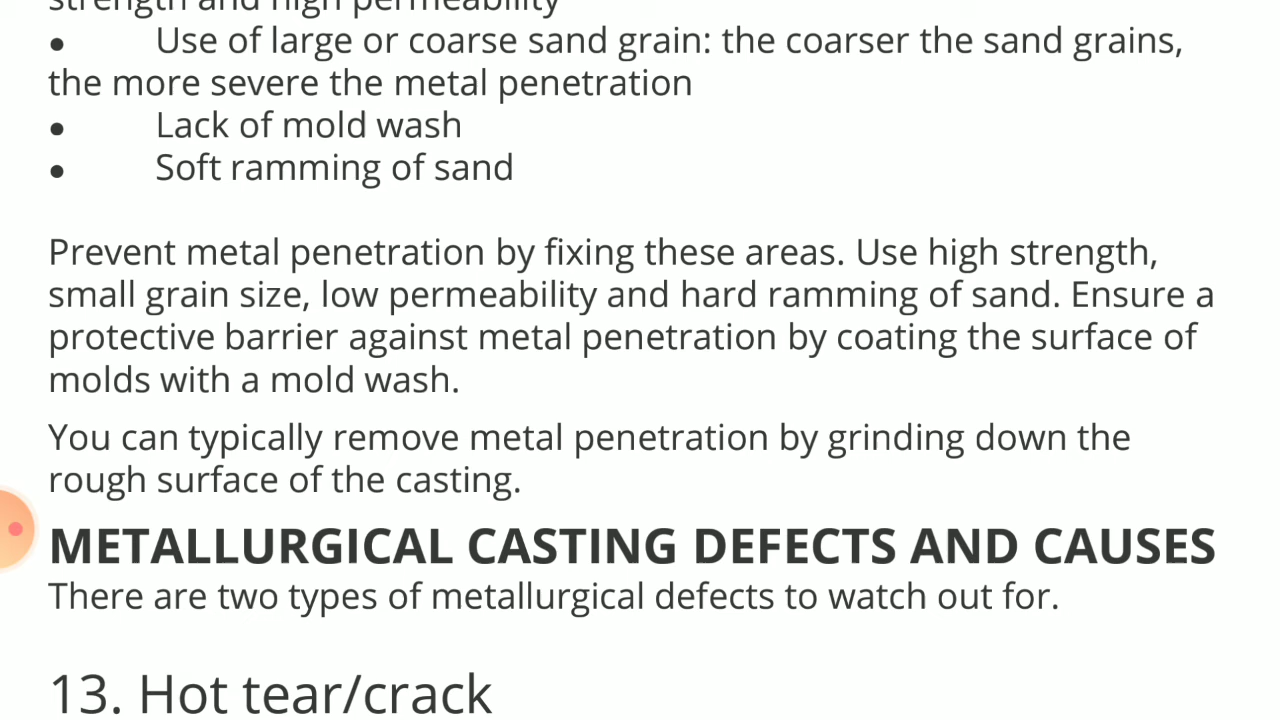 strength and high permeability
● Use of large or coarse sand grain: the coarser the sand grains,
the more severe the metal penetration
● Lack of mold wash
● Soft ramming of sand
Prevent metal penetration by fixing these areas. Use high strength,
small grain size, low permeability and hard ramming of sand. Ensure a
protective barrier against metal penetration by coating the surface of
molds with a mold wash.
You can typically remove metal penetration by grinding down the
rough surface of the casting.
METALLURGICAL CASTING DEFECTS AND CAUSES
There are two types of metallurgical defects to watch out for.
13. Hot tear/crack